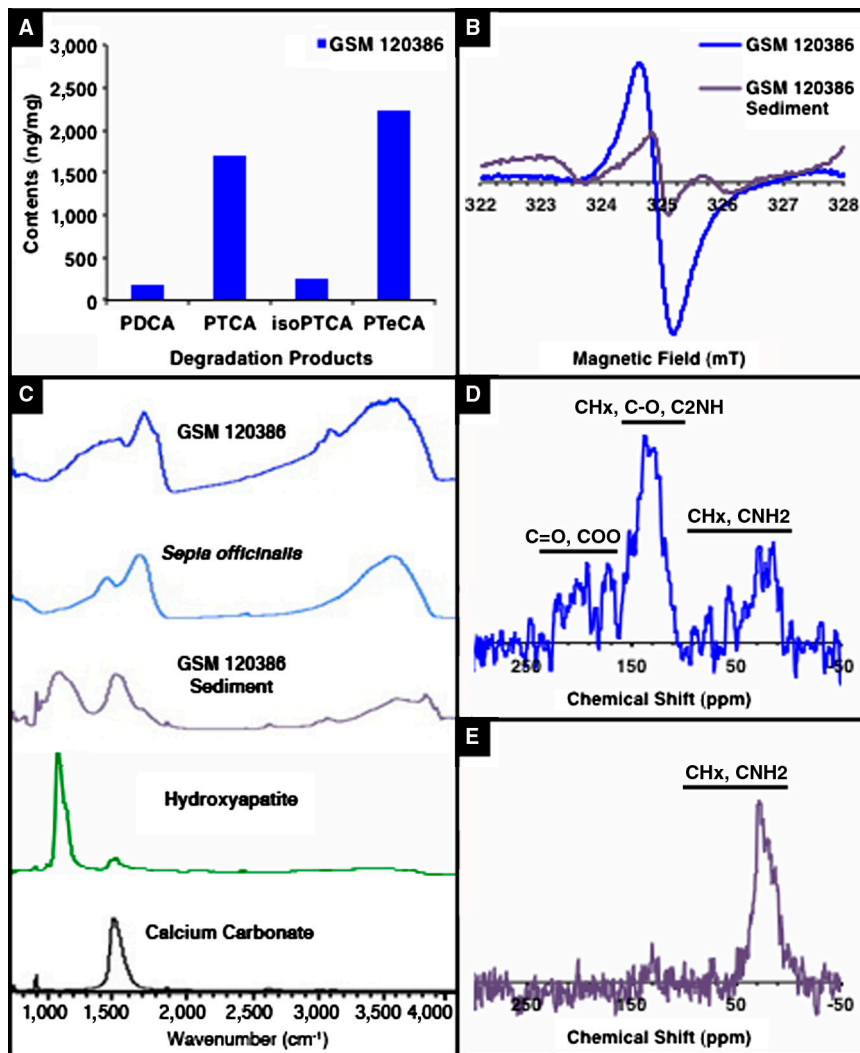 A
3,000
2,500
2,000
1,500
1,000
500
0
Contents (ng/mg)
GSM 120386
PDCA PTCA isoPTCA PTeCA
Degradation Products
B
GSM 120386
GSM 120386
Sediment
322 323 324 325 326 327 328
Magnetic Field (mT)
C
GSM 120386
Sepia officinalis
GSM 120386
Sediment
Hydroxyapatite
Calcium Carbonate
1,000 1,500 2,000 2,500 3,000 3,500 4,000
Wavenumber (cm⁻¹)
D
CHx, C-O, C2NH
C=O, COO
CHx, CNH2
250 150 50 -50
Chemical Shift (ppm)
E
CHx, CNH2
250 150 50 -50
Chemical Shift (ppm)